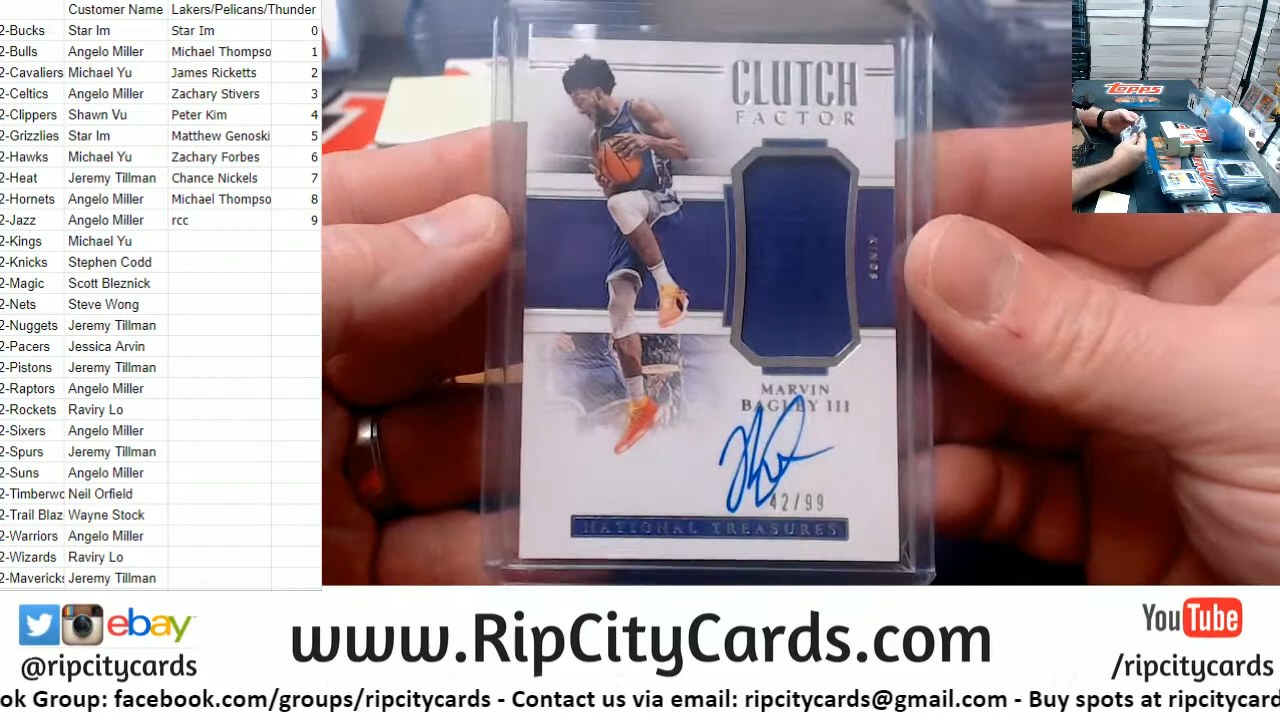 Customer Name Lakers/Pelicans/Thunder
2-Bucks Star Im Star Im 0
2-Bulls Angelo Miller Michael Thompso 1
2-Cavaliers Michael Yu James Ricketts 2
2-Celtics Angelo Miller Zachary Stivers 3
2-Clippers Shawn Vu Peter Kim 4
2-Grizzlies Star Im Matthew Genoski 5
2-Hawks Michael Yu Zachary Forbes 6
2-Heat Jeremy Tillman Chance Nickels 7
2-Hornets Angelo Miller Michael Thompso 8
2-Jazz Angelo Miller rcc 9
2-Kings Michael Yu
2-Knicks Stephen Codd
2-Magic Scott Bleznick
2-Nets Steve Wong
2-Nuggets Jeremy Tillman
2-Pacers Jessica Arvin
2-Pistons Jeremy Tillman
2-Raptors Angelo Miller
2-Rockets Raviry Lo
2-Sixers Angelo Miller
2-Spurs Jeremy Tillman
2-Suns Angelo Miller
2-Timberwo Neil Orfield
2-Trail Blaz Wayne Stock
2-Warriors Angelo Miller
2-Wizards Raviry Lo
2-Mavericks Jeremy Tillman
CLUTCH
FACTOR
MARVIN
BAGLEY III
42/99
NATIONAL TREASURES
Topps
ebay
@ripcitycards
www.RipCityCards.com
YouTube
/ripcitycards
ok Group: facebook.com/groups/ripcitycards - Contact us via email: ripcitycards@gmail.com - Buy spots at ripcitycard